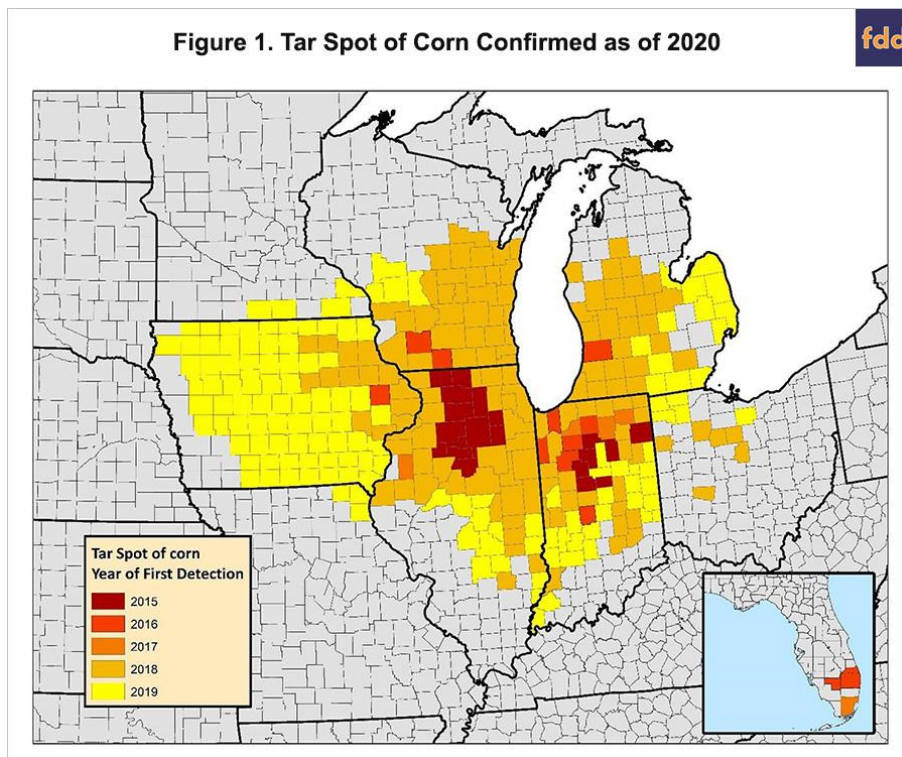 Figure 1. Tar Spot of Corn Confirmed as of 2020
fdd
Tar Spot of corn
Year of First Detection
2015
2016
2017
2018
2019